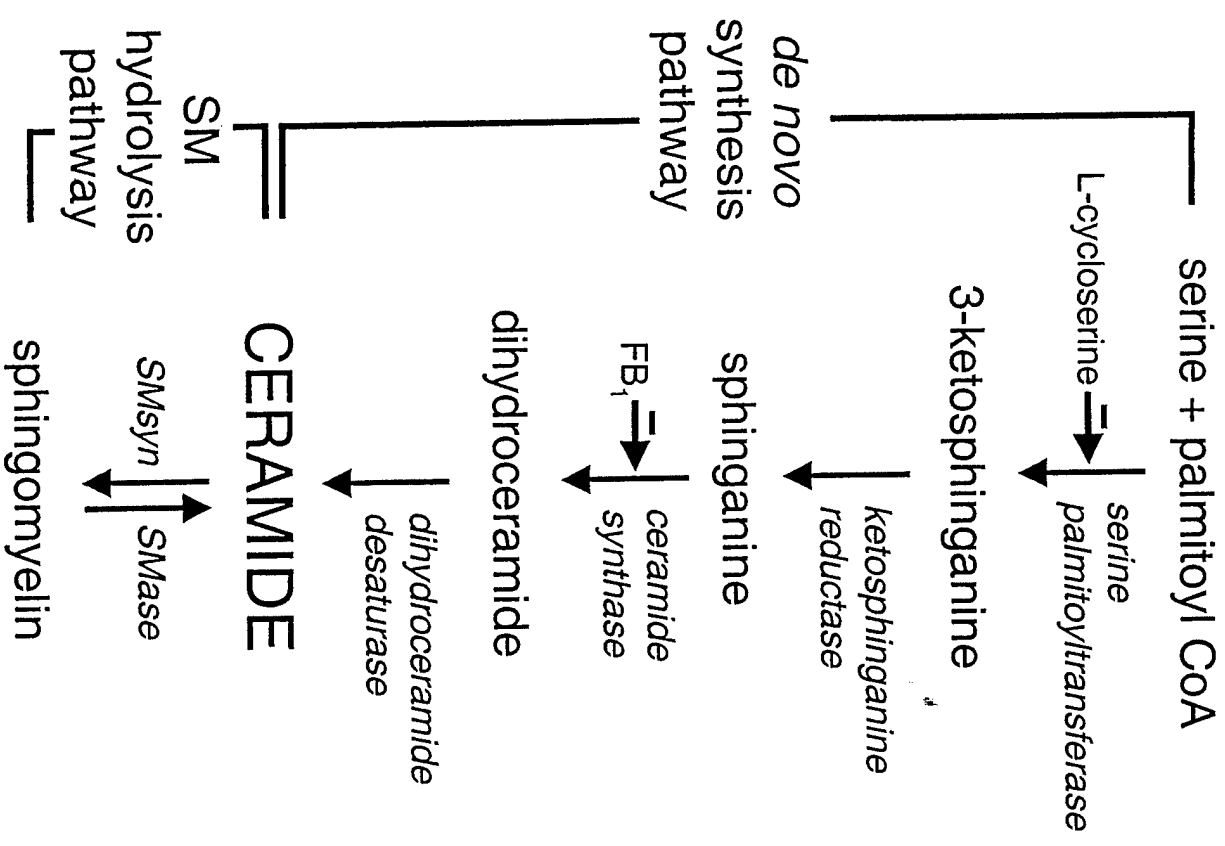 serine + palmitoyl CoA
L-cycloserine
serine
palmitoyltransferase
3-ketosphinganine
ketosphinganine
reductase
de novo
synthesis
pathway
sphinganine
FB₁
ceramide
synthase
dihydroceramide
dihydroceramide
desaturase
CERAMIDE
SM
hydrolysis
pathway
SMsyn
SMase
sphingomyelin